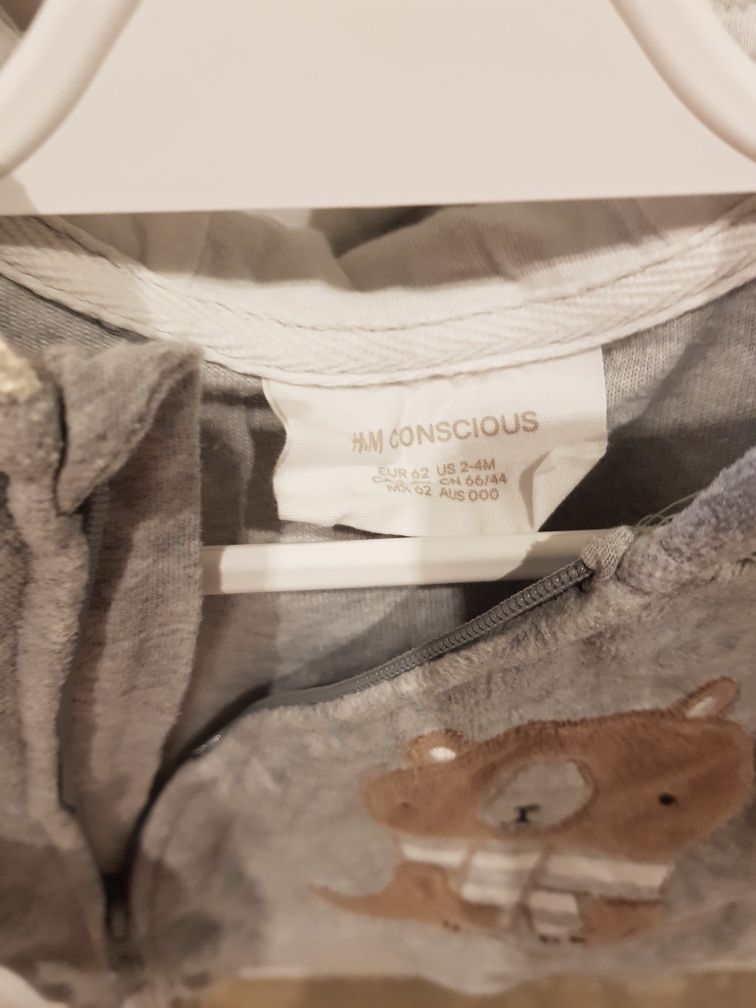 H&M CONSCIOUS
EUR 62 US 2-4M
CN 66/44
MX 62 AUS 000